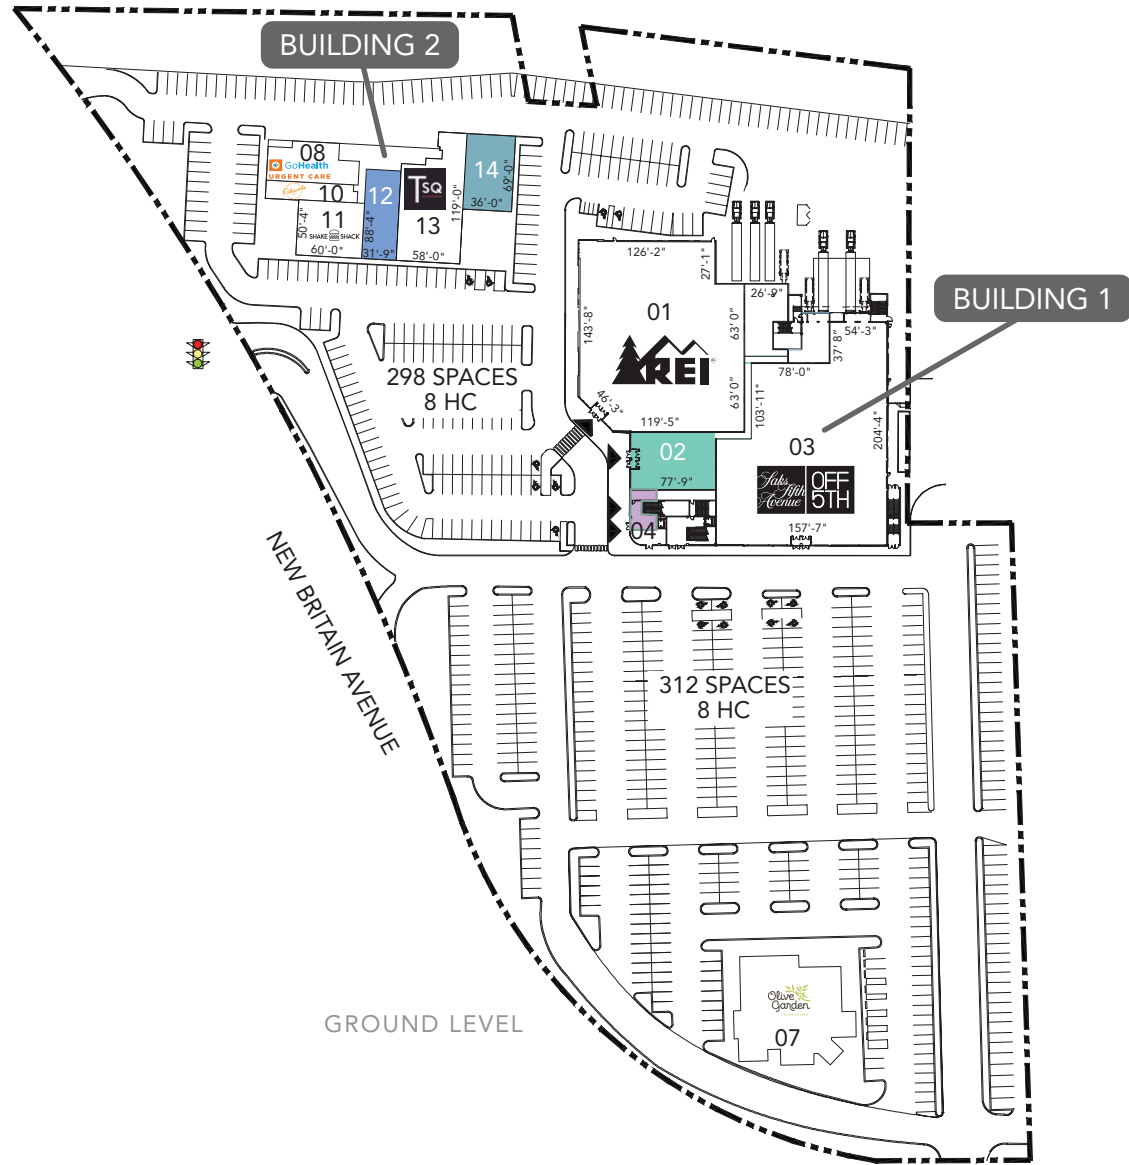 BUILDING 2
08
GoHealth
URGENT CARE
10
11
SHAKE SHACK
50'-4"
60'-0"
12
88'-4"
31'-9"
TSQ
13
119'-0"
58'-0"
14
69'-0"
36'-0"
126'-2"
27'-1"
26'-9"
BUILDING 1
01
REI
143'-8"
63' 0"
63' 0"
46'-3"
119'-5"
54'-3"
37' 8"
78'-0"
103'-11"
204'-4"
298 SPACES
8 HC
02
77'-9"
03
Saks
Fifth
Avenue
OFF
5TH
157'-7"
04
NEW BRITAIN AVENUE
312 SPACES
8 HC
Olive
Garden
07
GROUND LEVEL